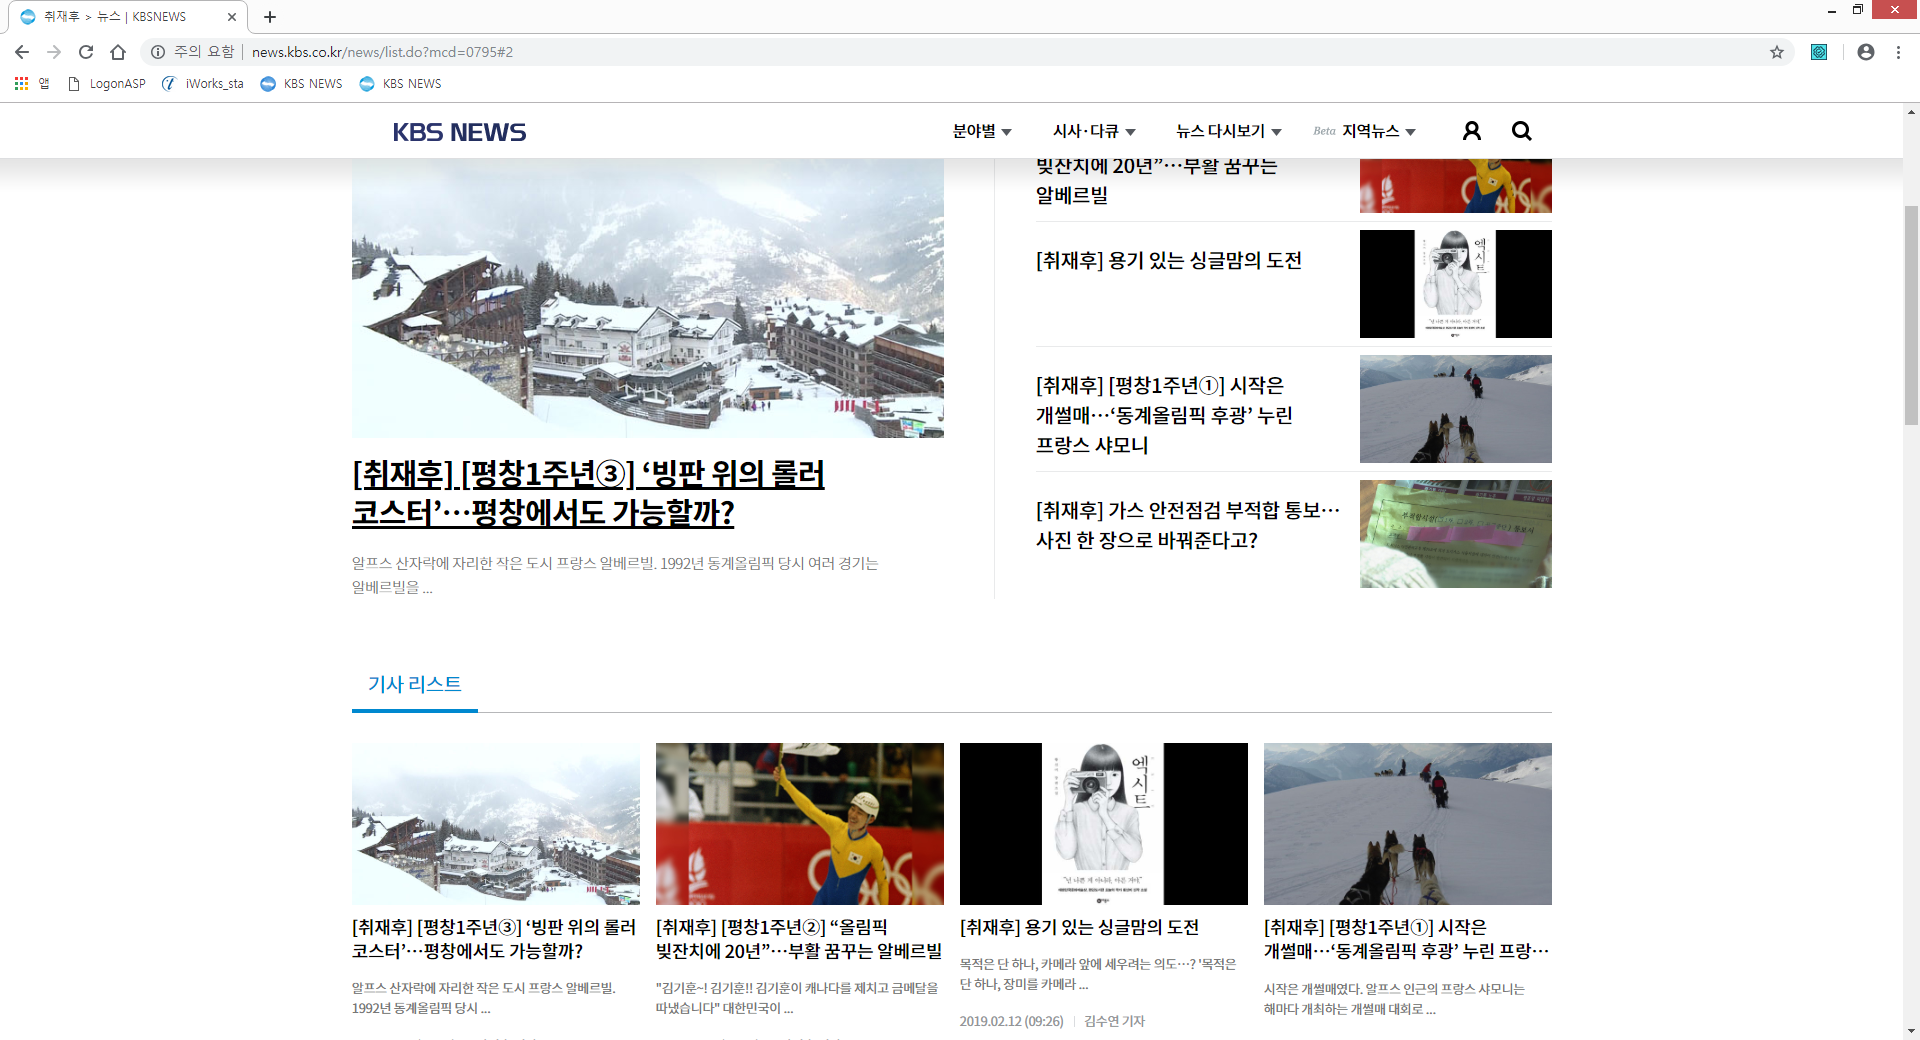 취재후 > 뉴스 | KBSNEWS
주의 요함 | news.kbs.co.kr/news/list.do?mcd=0795#2
앱 LogonASP iWorks_sta KBS NEWS KBS NEWS
KBS NEWS 분야별 시사·다큐 뉴스 다시보기 Beta 지역뉴스
빚잔치에 20년”…부활 꿈꾸는
알베르빌
[취재후] 용기 있는 싱글맘의 도전
엑시트
[취재후] [평창1주년①] 시작은
개썰매…‘동계올림픽 후광’ 누린
프랑스 샤모니
[취재후] [평창1주년③] ‘빙판 위의 롤러
코스터’…평창에서도 가능할까?
알프스 산자락에 자리한 작은 도시 프랑스 알베르빌. 1992년 동계올림픽 당시 여러 경기는
알베르빌을 ...
[취재후] 가스 안전점검 부적합 통보…
사진 한 장으로 바꿔준다고?
기사 리스트
[취재후] [평창1주년③] ‘빙판 위의 롤러
코스터’…평창에서도 가능할까?
알프스 산자락에 자리한 작은 도시 프랑스 알베르빌.
1992년 동계올림픽 당시 ...
[취재후] [평창1주년②] “올림픽
빚잔치에 20년”…부활 꿈꾸는 알베르빌
"김기훈~! 김기훈!! 김기훈이 캐나다를 제치고 금메달을
따냈습니다" 대한민국이 ...
엑시트
[취재후] 용기 있는 싱글맘의 도전
목적은 단 하나, 카메라 앞에 세우려는 의도…? '목적은
단 하나, 장미를 카메라 ...
2019.02.12 (09:26) | 김수연 기자
[취재후] [평창1주년①] 시작은
개썰매…‘동계올림픽 후광’ 누린 프랑…
시작은 개썰매였다. 알프스 인근의 프랑스 샤모니는
해마다 개최하는 개썰매 대회로 ...